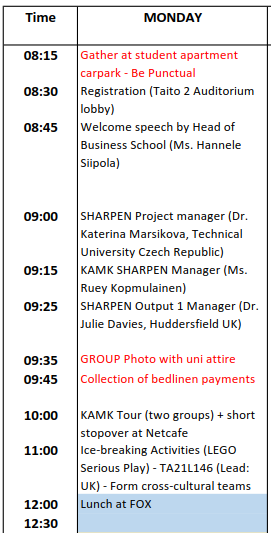 Time MONDAY
08:15 Gather at student apartment
carpark - Be Punctual
08:30 Registration (Taito 2 Auditorium
lobby)
08:45 Welcome speech by Head of
Business School (Ms. Hannele
Siipola)
09:00 SHARPEN Project manager (Dr.
Katerina Marsikova, Technical
University Czech Republic)
09:15 KAMK SHARPEN Manager (Ms.
Ruey Kopmulainen)
09:25 SHARPEN Output 1 Manager (Dr.
Julie Davies, Huddersfield UK)
09:35 GROUP Photo with uni attire
09:45 Collection of bedlinen payments
10:00 KAMK Tour (two groups) + short
stopover at Netcafe
11:00 Ice-breaking Activities (LEGO
Serious Play) - TA21L146 (Lead:
UK) - Form cross-cultural teams
12:00 Lunch at FOX
12:30